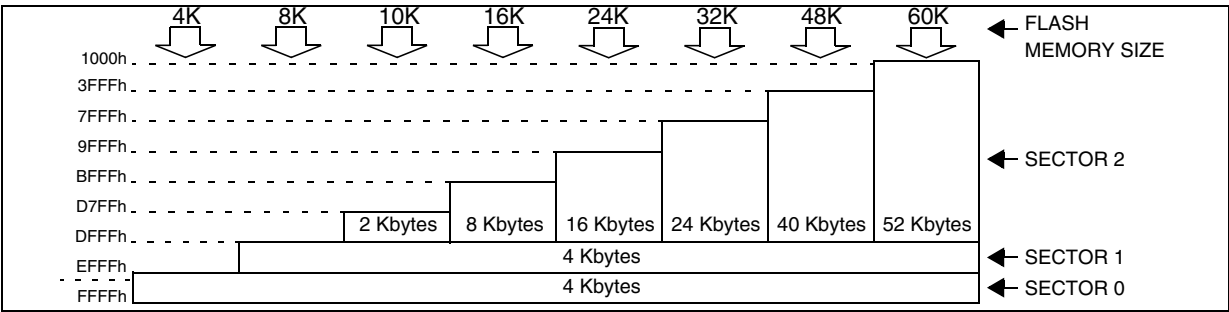 4K 8K 10K 16K 24K 32K 48K 60K
FLASH
MEMORY SIZE
1000h
3FFFh
7FFFh
9FFFh
SECTOR 2
BFFFh
D7FFh
2 Kbytes 8 Kbytes 16 Kbytes 24 Kbytes 40 Kbytes 52 Kbytes
DFFFh
4 Kbytes
SECTOR 1
EFFFh
4 Kbytes
SECTOR 0
FFFFh